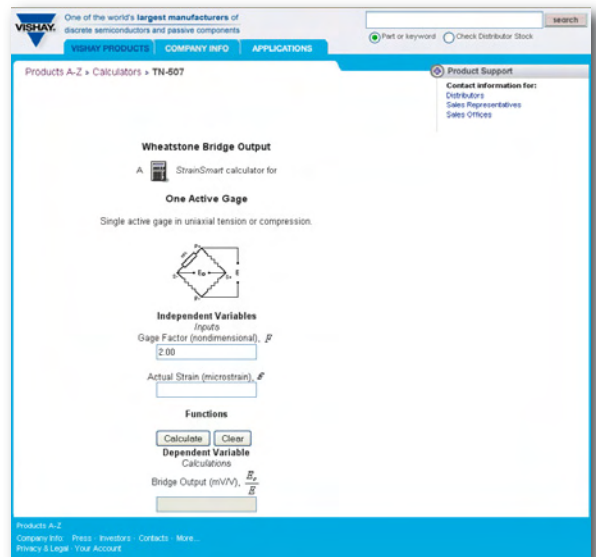 VISHAY.
One of the world's largest manufacturers of
discrete semiconductors and passive components
search
Part or keyword Check Distributor Stock
VISHAY PRODUCTS COMPANY INFO APPLICATIONS
Products A-Z » Calculators » TN-507
Product Support
Contact information for:
Distributors
Sales Representatives
Sales Offices
Wheatstone Bridge Output
A StrainSmart calculator for
One Active Gage
Single active gage in uniaxial tension or compression.
P+
S- Eo S+ E
P-
Independent Variables
Inputs
Gage Factor (nondimensional), F
2.00
Actual Strain (microstrain), ε
Functions
Calculate Clear
Dependent Variable
Calculations
Bridge Output (mV/V), Eo/E
Products A-Z
Company Info: Press - Investors - Contacts - More...
Privacy & Legal - Your Account